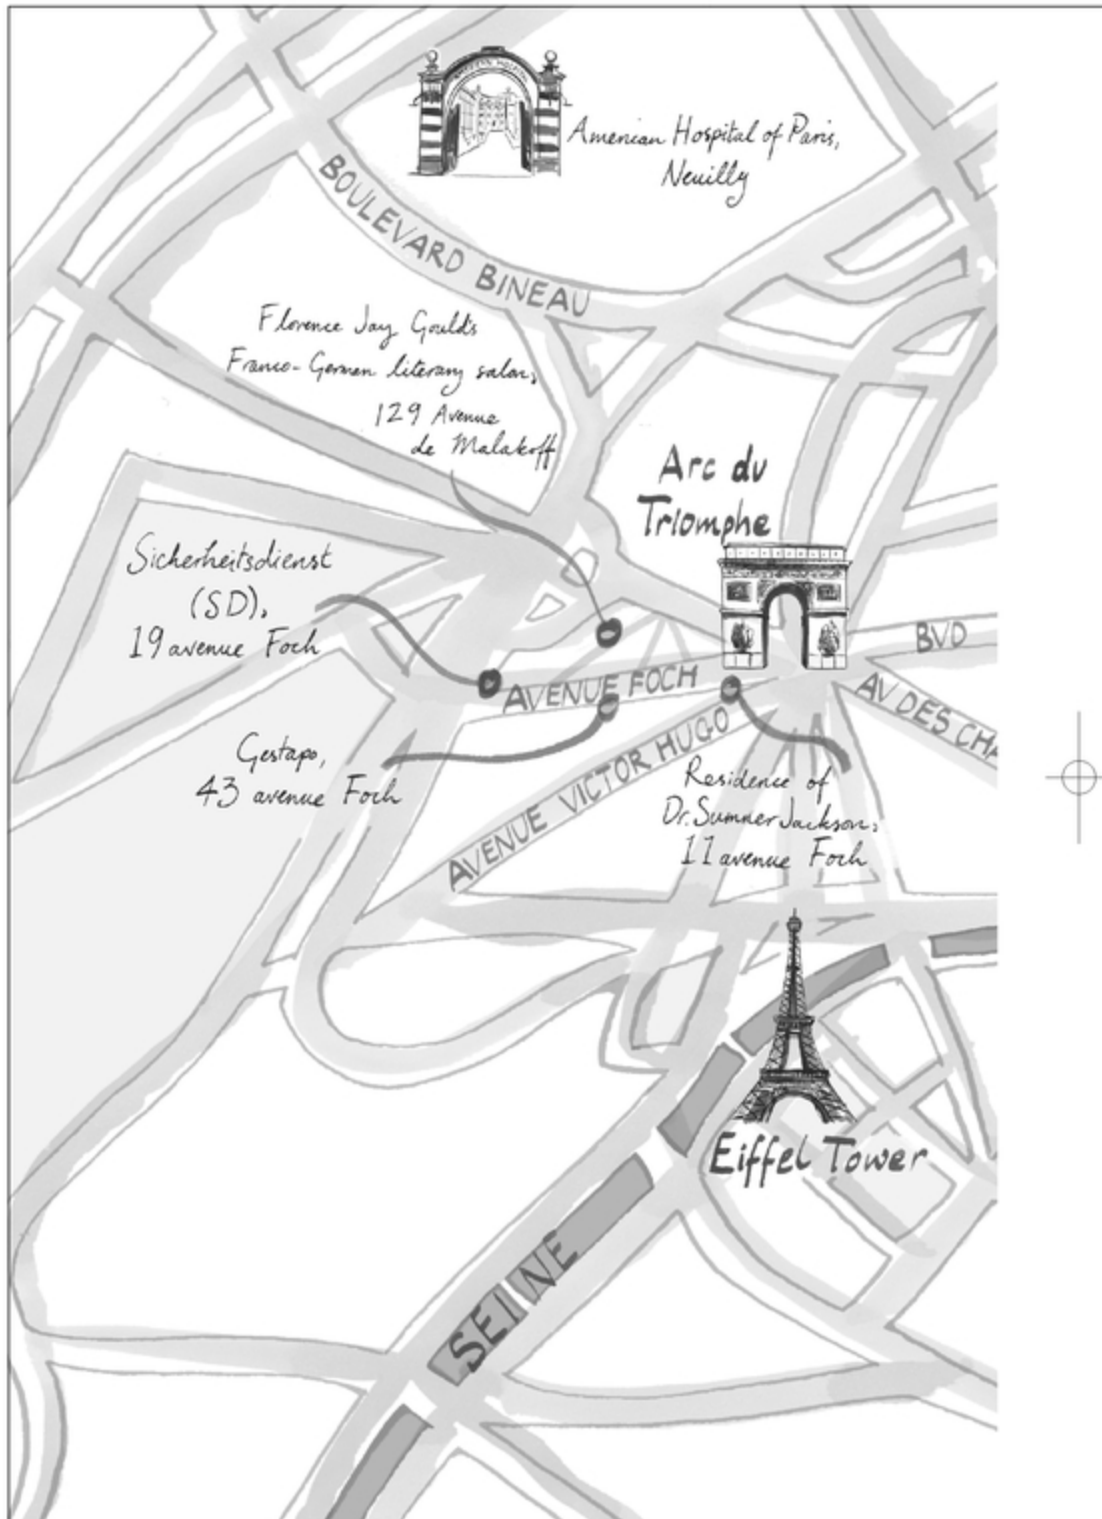 AMERICAN HOSPITAL
American Hospital of Paris,
Neuilly
BOULEVARD BINEAU
Florence Jay Gould's
Franco-German literary salon,
129 Avenue
de Malakoff
Arc du
Triomphe
Sicherheitsdienst
(SD),
19 avenue Foch
BVD
AVENUE FOCH
AV DES CHA
Gestapo,
43 avenue Foch
AVENUE VICTOR HUGO
Residence of
Dr. Sumner Jackson,
11 avenue Foch
Eiffel Tower
SEINE